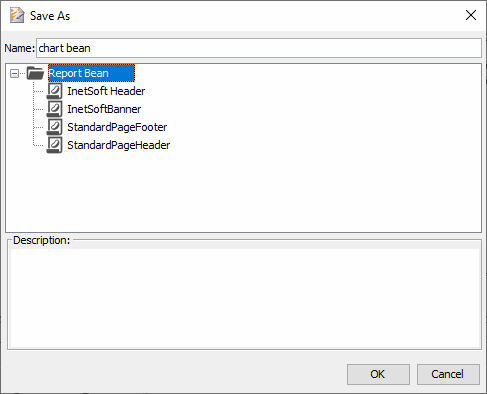 Save As
Name: chart bean
Report Bean
InetSoft Header
InetSoftBanner
StandardPageFooter
StandardPageHeader
Description:
OK Cancel